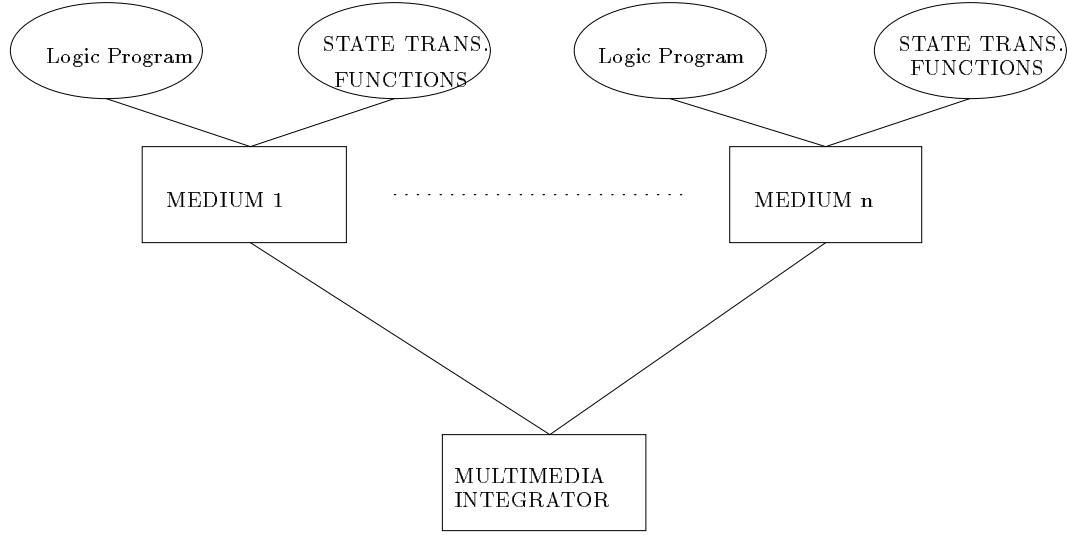 Logic Program
STATE TRANS.
FUNCTIONS
Logic Program
STATE TRANS.
FUNCTIONS
MEDIUM 1
MEDIUM n
MULTIMEDIA
INTEGRATOR